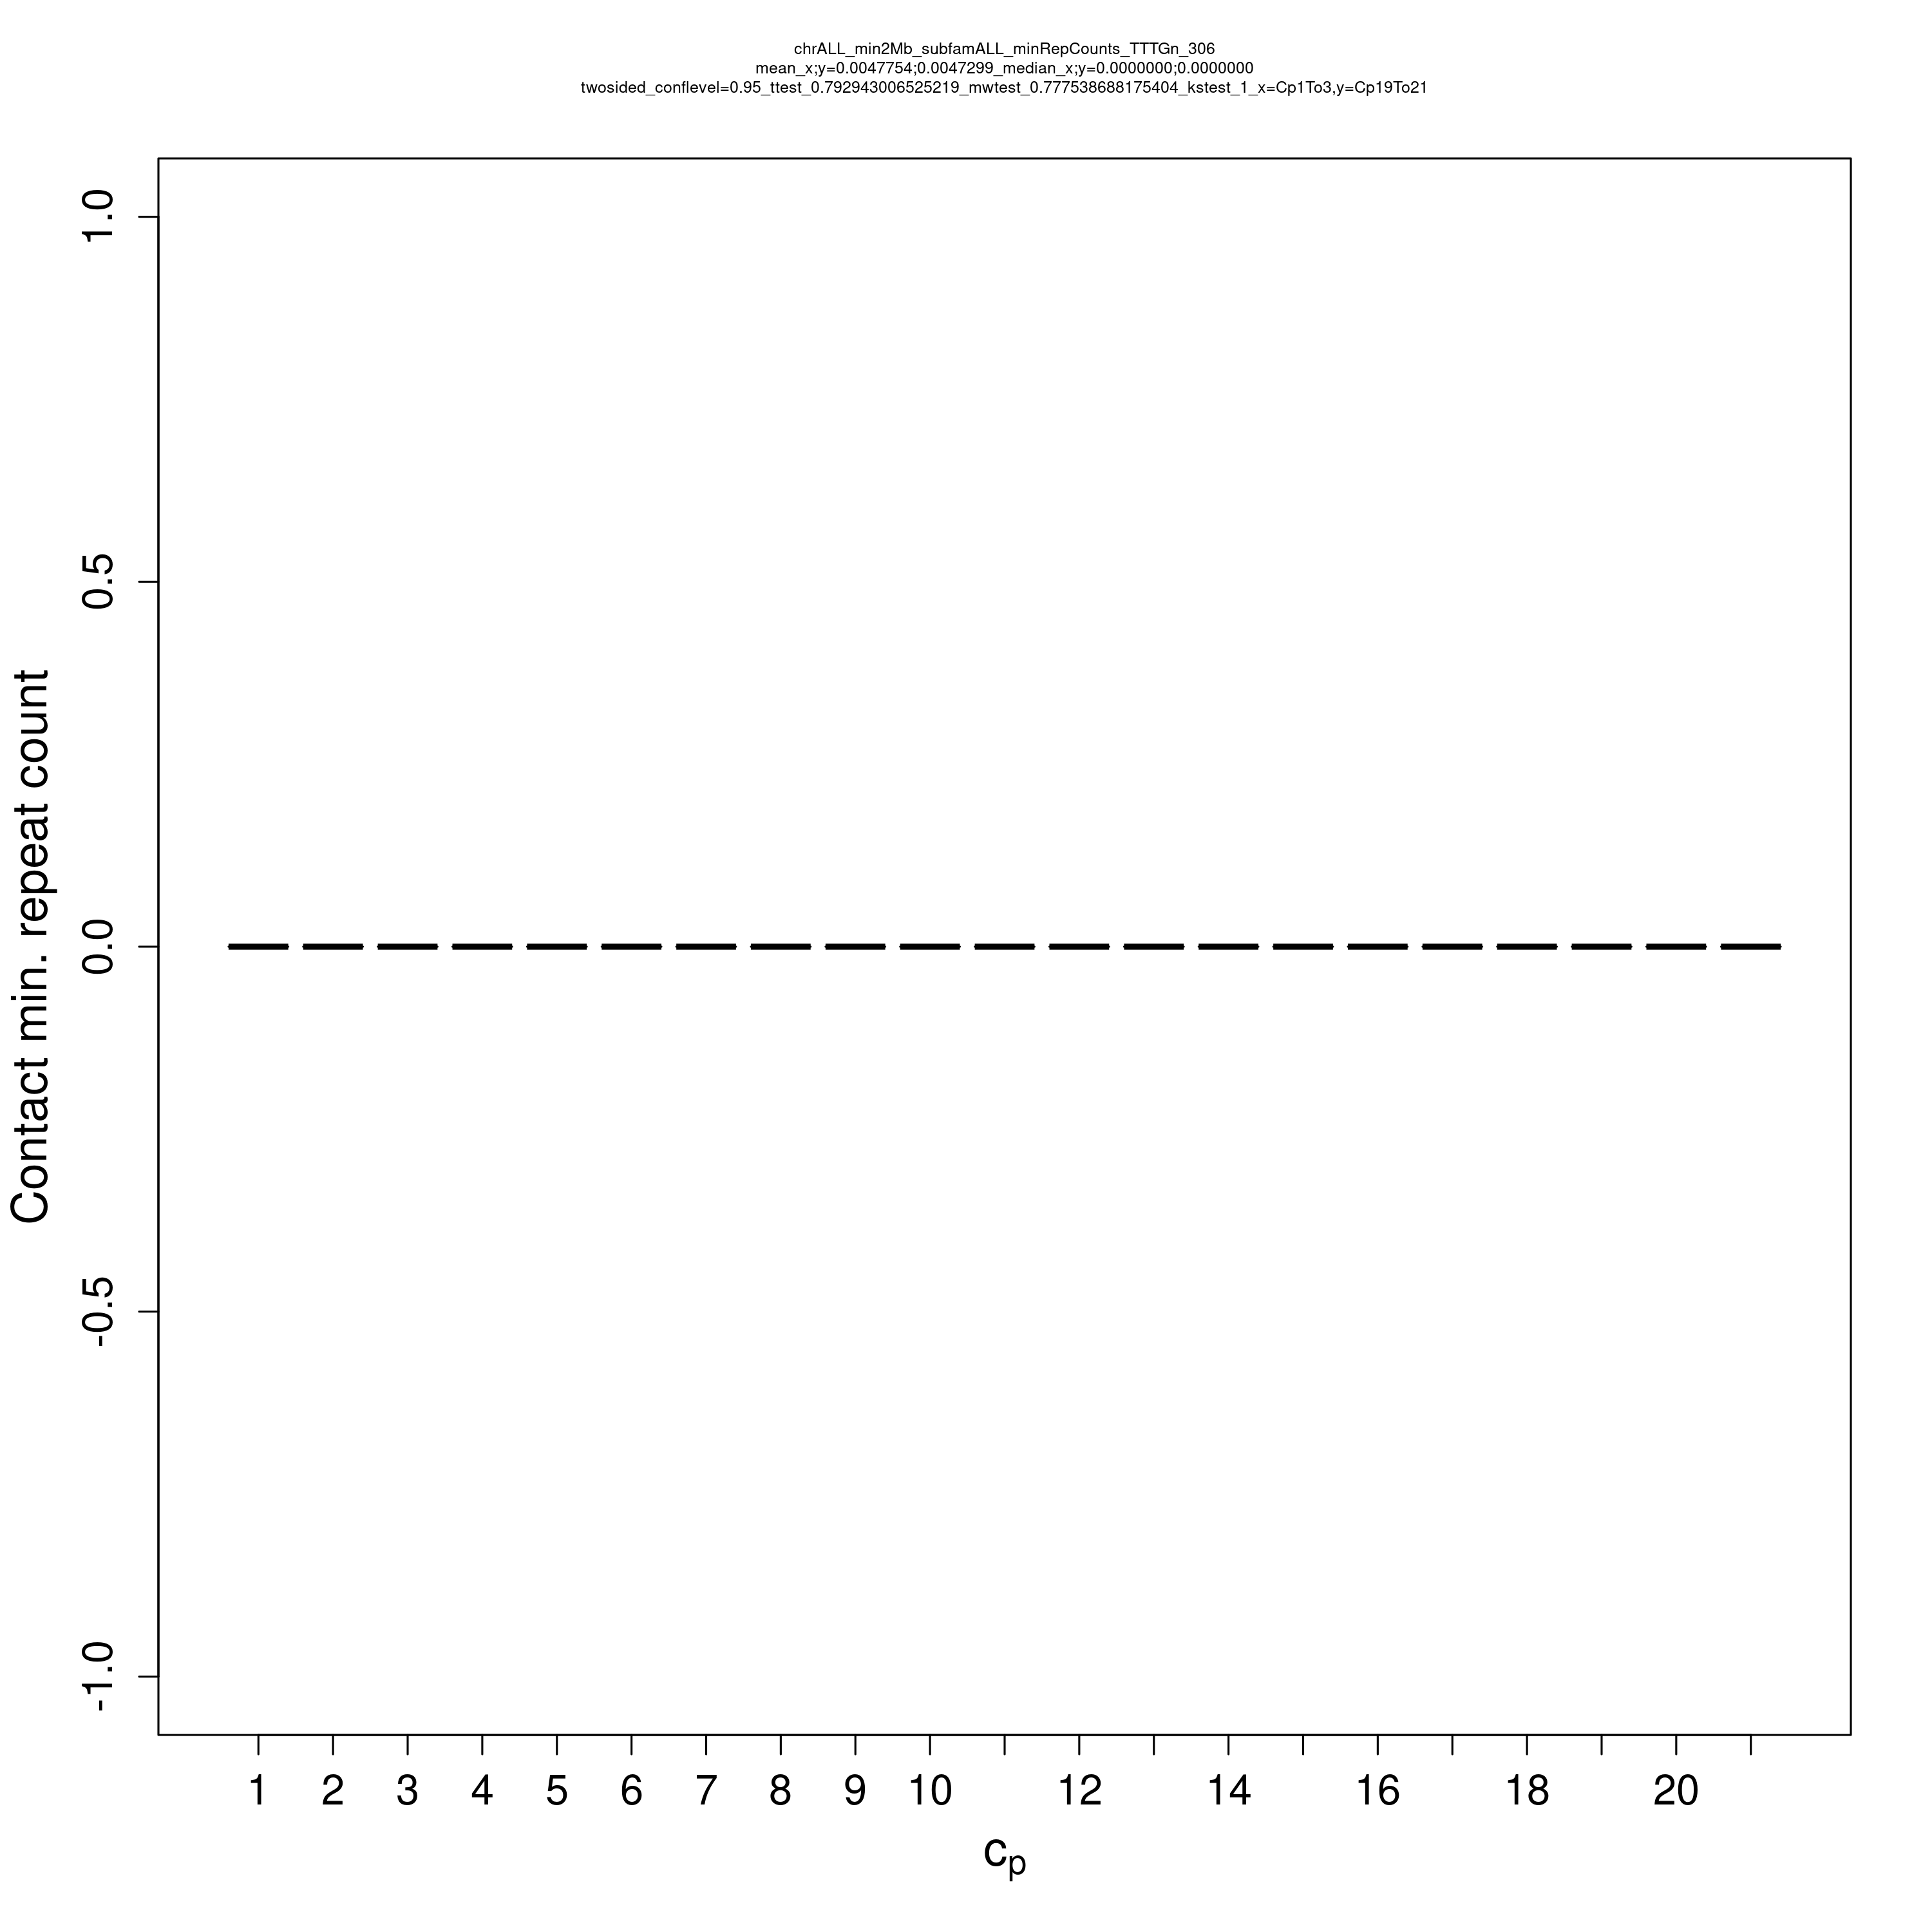 chrALL_min2Mb_subfamALL_minRepCounts_TTTGn_306
mean_x;y=0.0047754;0.0047299_median_x;y=0.0000000;0.0000000
twosided_conflevel=0.95_ttest_0.792943006525219_mwtest_0.777538688175404_kstest_1_x=Cp1To3,y=Cp19To21
Contact min. repeat count
1.0
0.5
0.0
-0.5
-1.0
1 2 3 4 5 6 7 8 9 10 12 14 16 18 20
cp